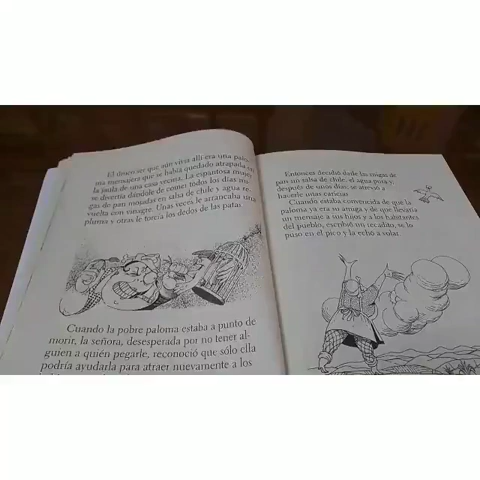 El único ser que aún vivía allí era una palo-
ma mensajera que se había quedado atrapada en
la jaula de una casa vecina. La espantosa mujer
se divertía dándole de comer todos los días mi-
gas de pan mojadas en salsa de chile y agua re-
vuelta con vinagre. Unas veces le arrancaba una
pluma y otras le torcía los dedos de las patas.
Cuando la pobre paloma estaba a punto de
morir, la señora, desesperada por no tener al-
guien a quién pegarle, reconoció que sólo ella
podría ayudarla para atraer nuevamente a los
Entonces decidió darle las migas de
pan sin salsa de chile, el agua pura y,
después de unos días, se atrevió a
hacerle unas caricias.
Cuando estaba convencida de que la
paloma ya era su amiga y de que llevaría
un mensaje a sus hijos y a los habitantes
del pueblo, escribió un recadito, se lo
puso en el pico y la echó a volar.